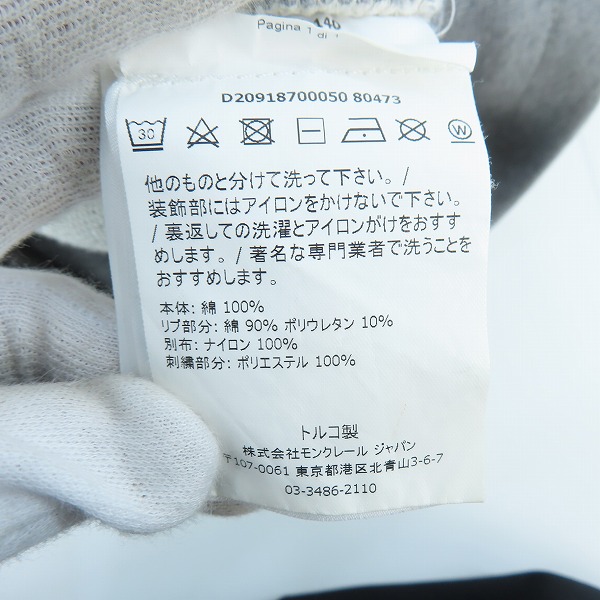 140
Pagina 1 di
D20918700050 80473
30
W
他のものと分けて洗って下さい。/
装飾部にはアイロンをかけないで下さい。
/ 裏返しての洗濯とアイロンがけをおすす
めします。/ 著名な専門業者で洗うことを
おすすめします。
本体: 綿 100%
リブ部分: 綿 90% ポリウレタン 10%
別布: ナイロン 100%
刺繍部分: ポリエステル 100%
トルコ製
株式会社モンクレール ジャパン
〒107-0061 東京都港区北青山3-6-7
03-3486-2110